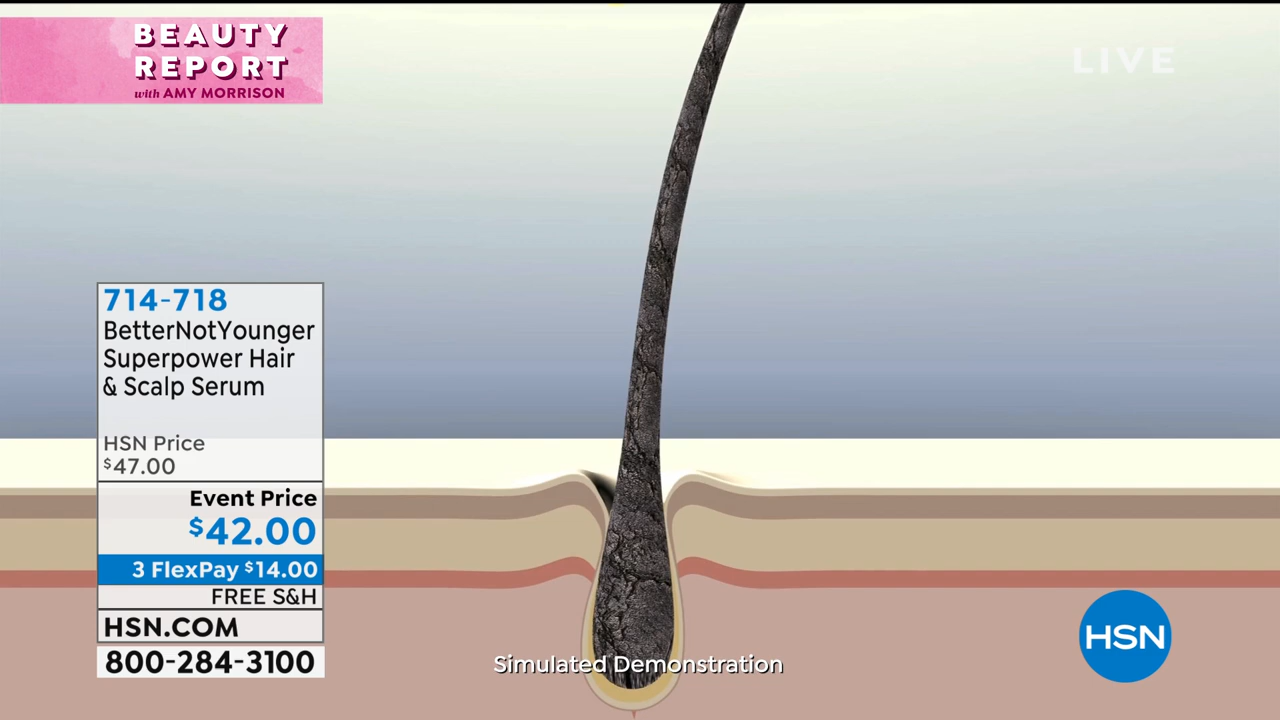 BEAUTY
REPORT
with AMY MORRISON
LIVE
714-718
BetterNotYounger
Superpower Hair
& Scalp Serum
HSN Price
$47.00
Event Price
$42.00
3 FlexPay $14.00
FREE S&H
HSN.COM
800-284-3100
Simulated Demonstration
HSN